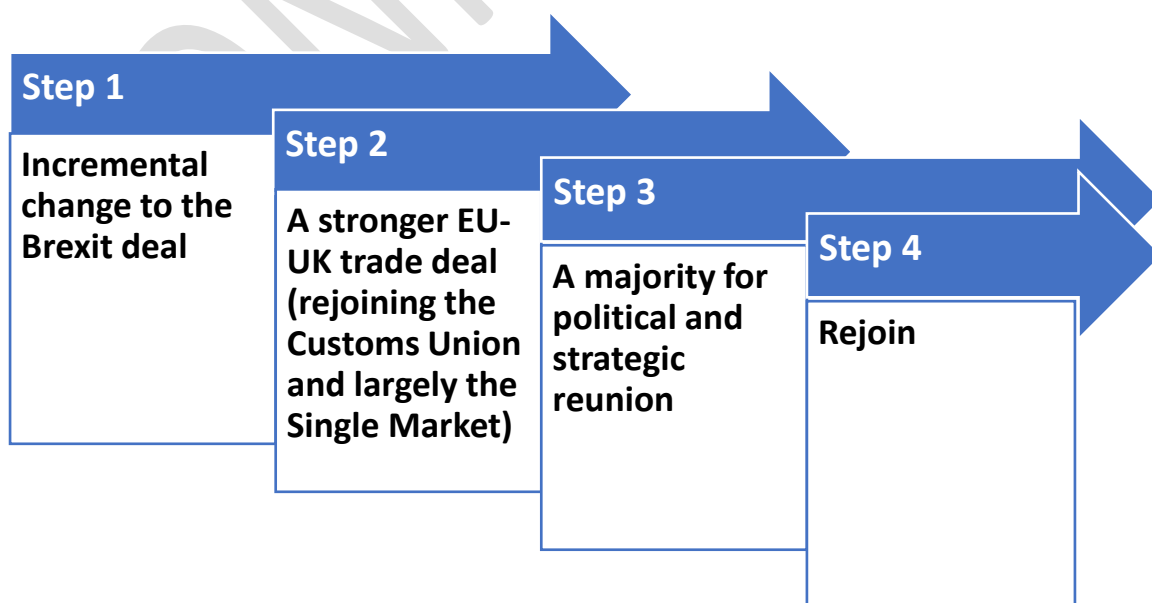 Step 1
Incremental
change to the
Brexit deal
Step 2
A stronger EU-
UK trade deal
(rejoining the
Customs Union
and largely the
Single Market)
Step 3
A majority for
political and
strategic
reunion
Step 4
Rejoin